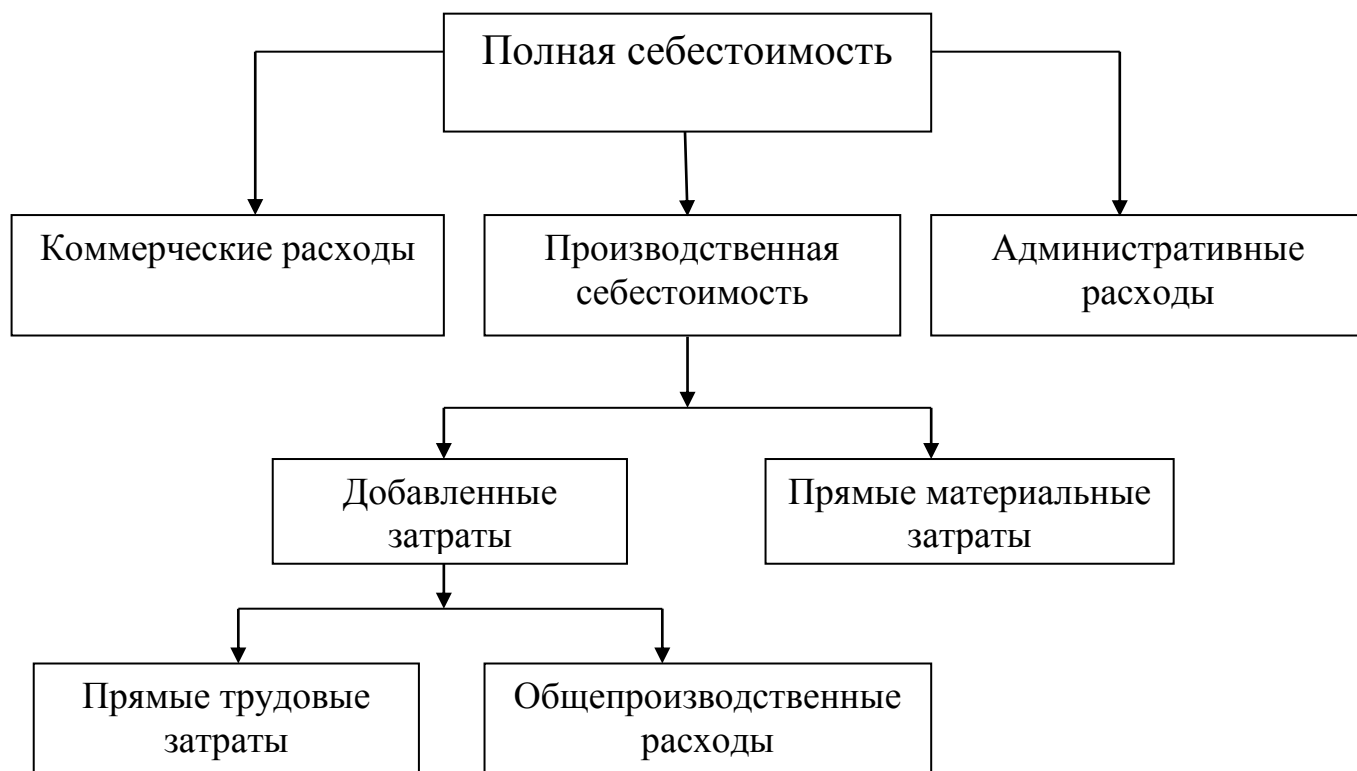 Полная себестоимость
Коммерческие расходы
Производственная
себестоимость
Административные
расходы
Добавленные
затраты
Прямые материальные
затраты
Прямые трудовые
затраты
Общепроизводственные
расходы